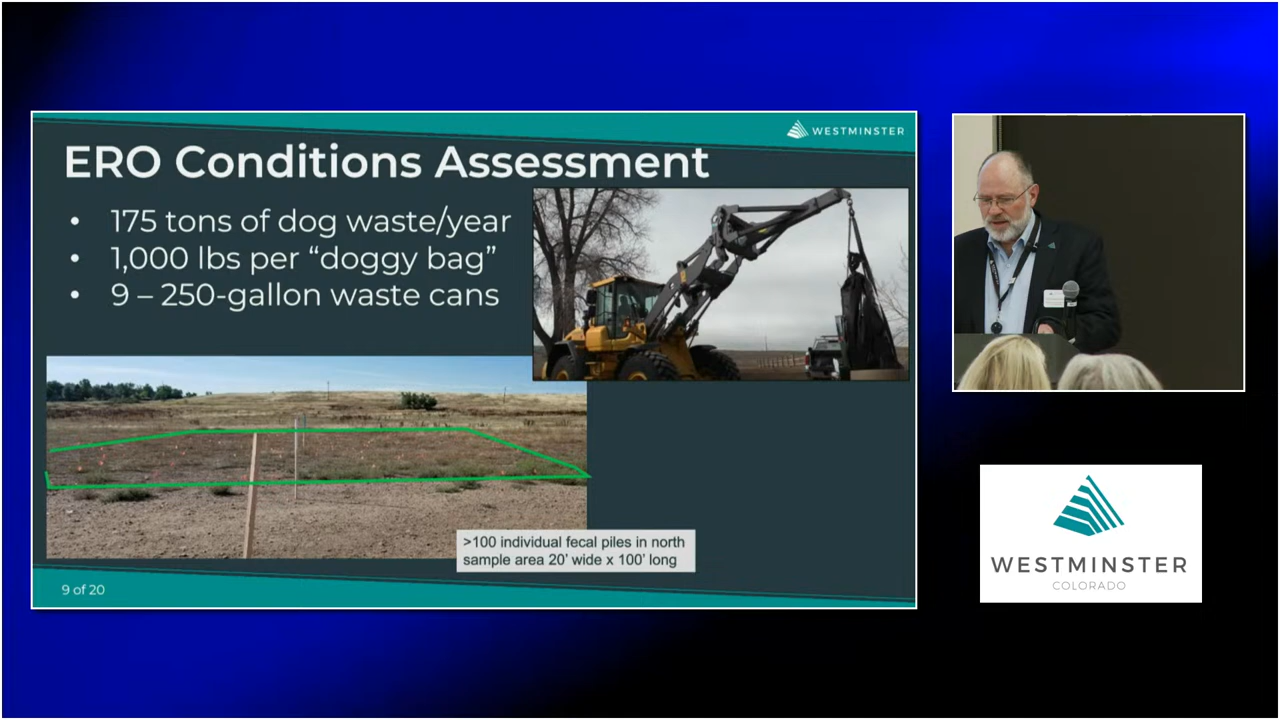 WESTMINSTER
ERO Conditions Assessment
• 175 tons of dog waste/year
• 1,000 lbs per “doggy bag”
• 9 – 250-gallon waste cans
>100 individual fecal piles in north
sample area 20' wide x 100' long
9 of 20
WESTMINSTER
COLORADO